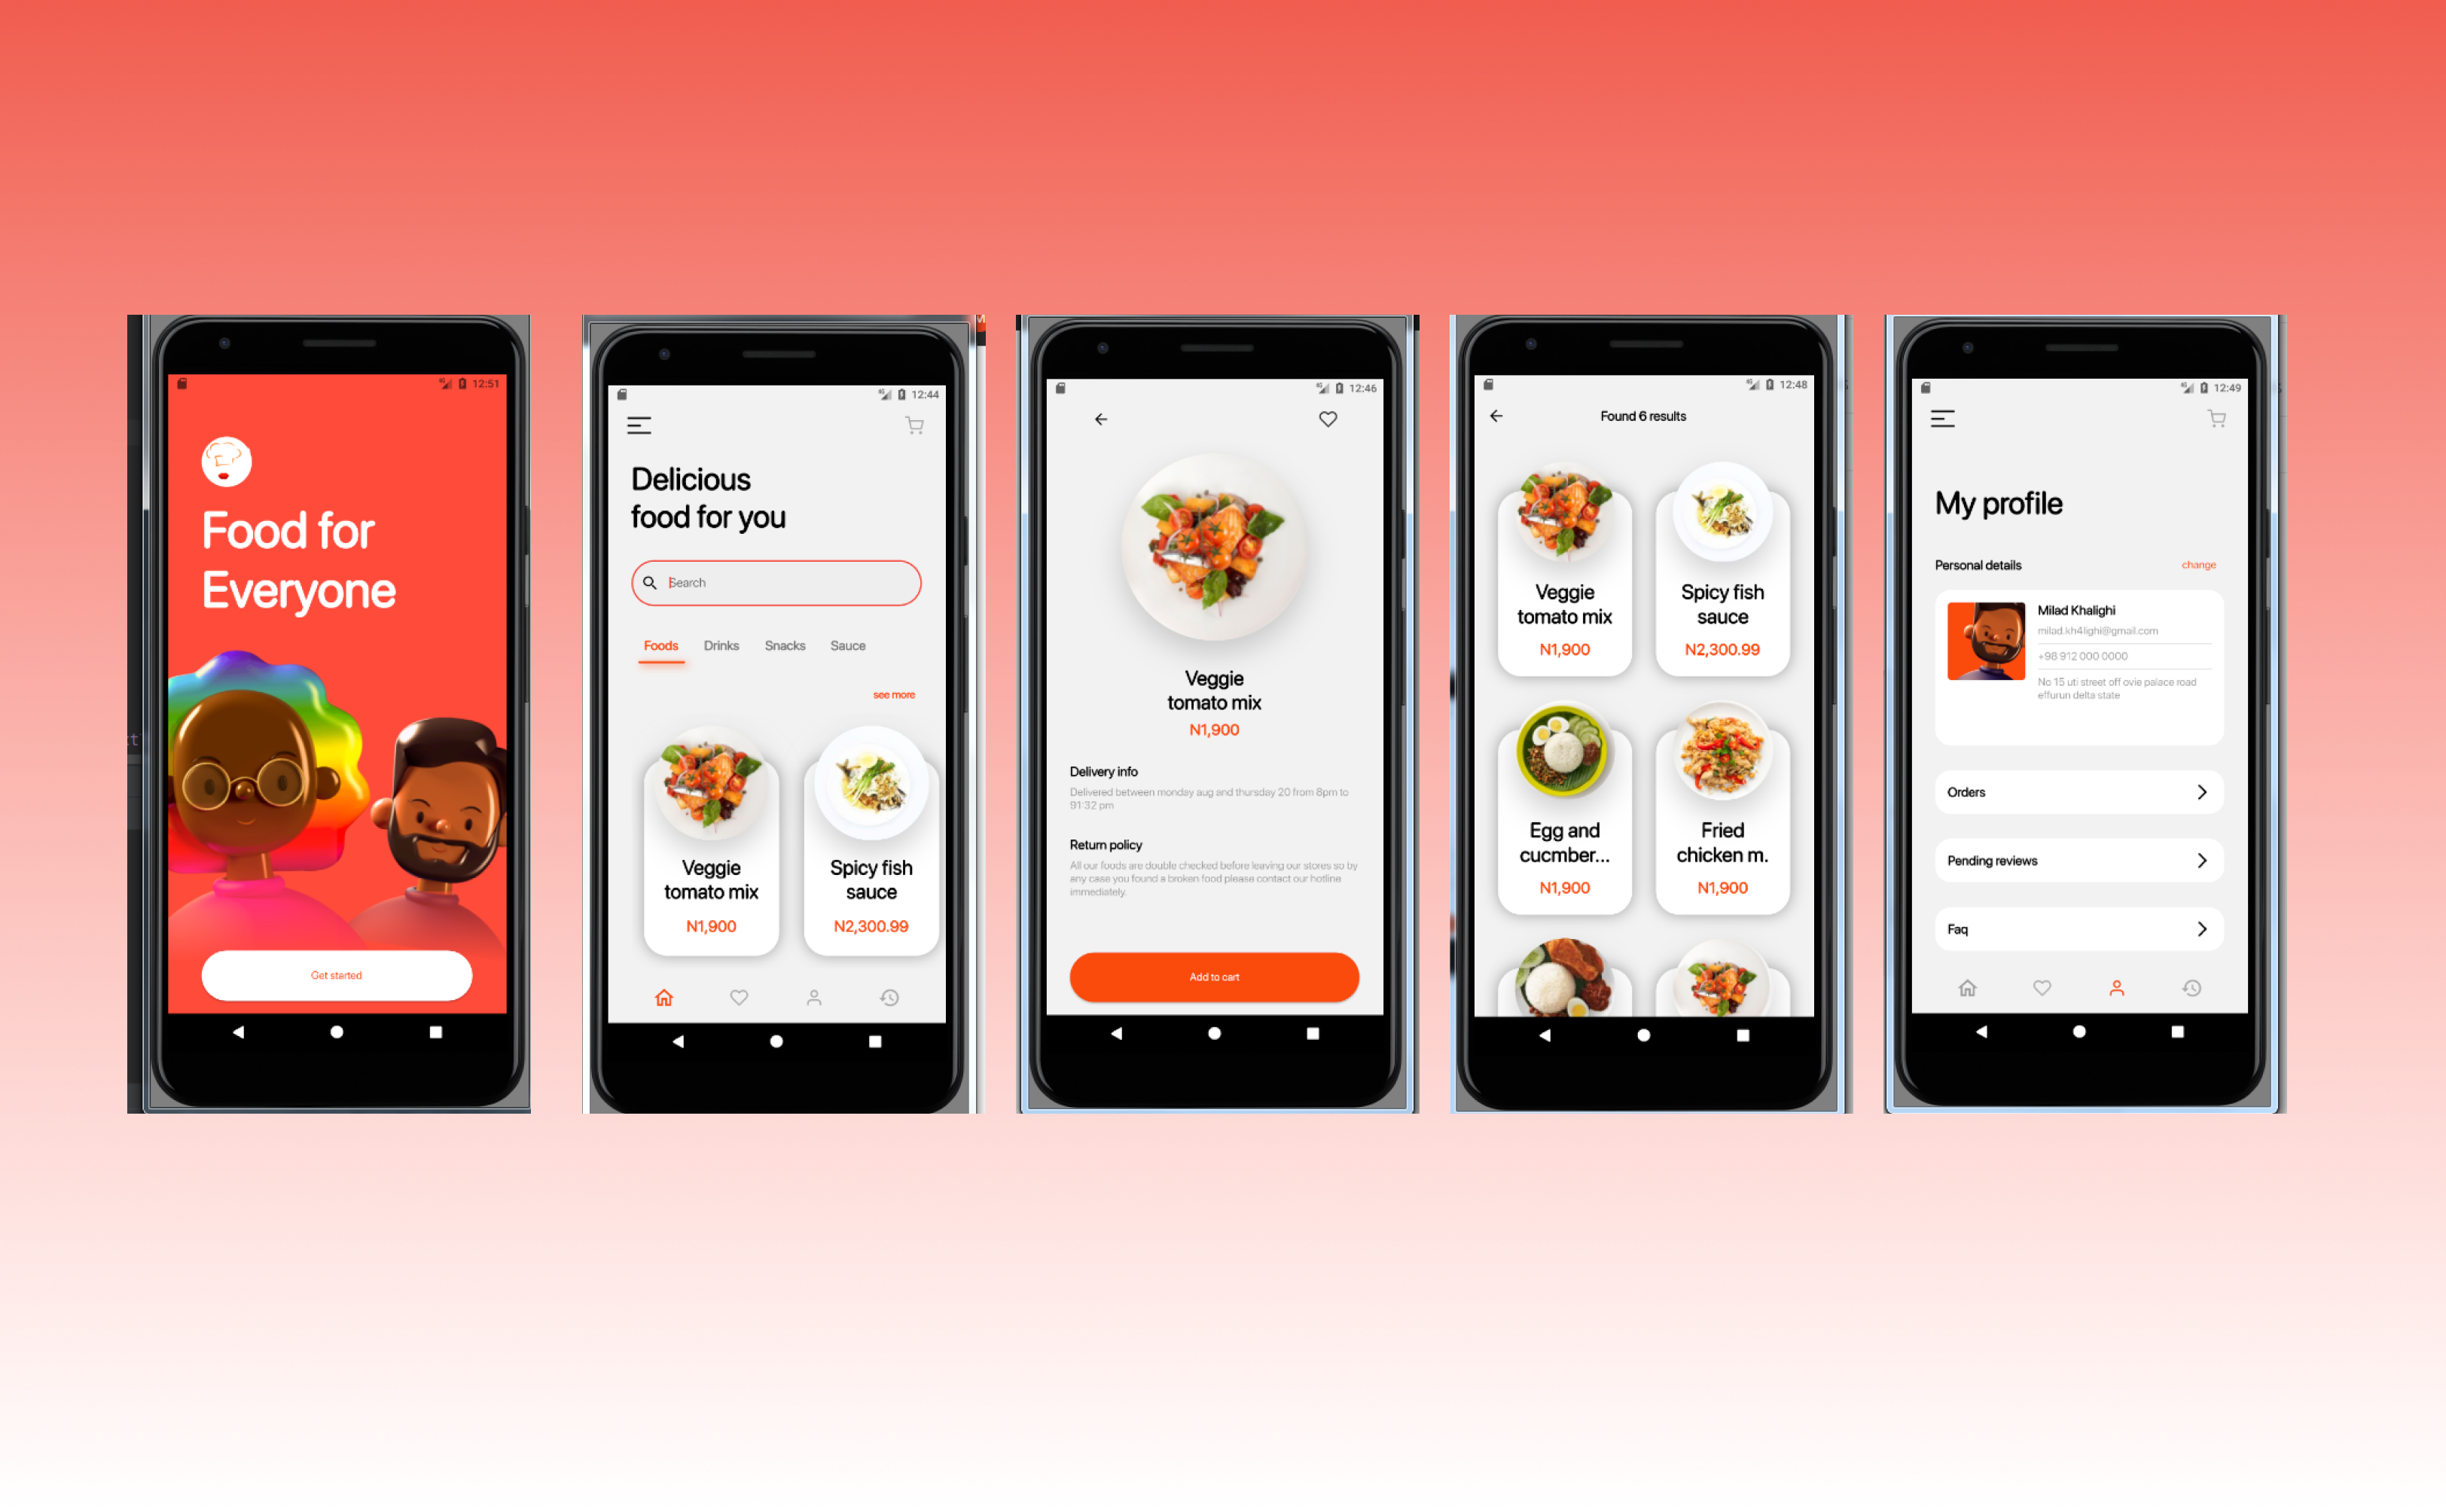 12:51
Food for
Everyone
Get started
12:44
Delicious
food for you
Search
Foods Drinks Snacks Sauce
see more
Veggie
tomato mix
N1,900
Spicy fish
sauce
N2,300.99
12:46
Veggie
tomato mix
N1,900
Delivery info
Delivered between monday aug and thursday 20 from 8pm to
91:32 pm
Return policy
All our foods are double checked before leaving our stores so by
any case you found a broken food please contact our hotline
immediately.
Add to cart
12:48
Found 6 results
Veggie
tomato mix
N1,900
Spicy fish
sauce
N2,300.99
Egg and
cucmber...
N1,900
Fried
chicken m.
N1,900
12:49
My profile
Personal details change
Milad Khalighi
milad.kh4lighi@gmail.com
+98 912 000 0000
No 15 uti street off ovie palace road
effurun delta state
Orders
Pending reviews
Faq